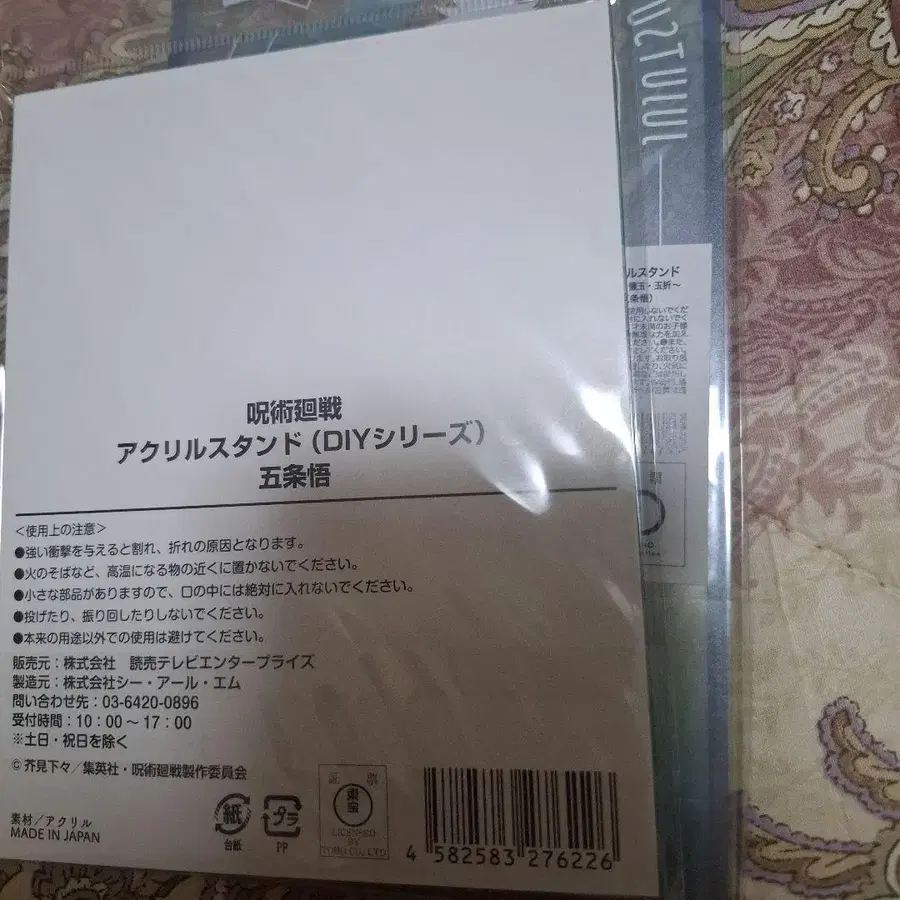 呪術廻戦
アクリルスタンド（DIYシリーズ）
五条悟
＜使用上の注意＞
●強い衝撃を与えると割れ、折れの原因となります。
●火のそばなど、高温になる物の近くに置かないでください。
●小さな部品がありますので、口の中には絶対に入れないでください。
●投げたり、振り回したりしないでください。
●本来の用途以外での使用は避けてください。
販売元：株式会社　読売テレビエンタープライズ
製造元：株式会社シー・アール・エム
問い合わせ先：03-6420-0896
受付時間：10：00～17：00
※土日・祝日を除く
© 芥見下々／集英社・呪術廻戦製作委員会
素材／アクリル
MADE IN JAPAN
紙
台紙
プラ
PP
証 票
東宝
LICENSED
BY
TOHO CO., LTD.
4 582583 276226
ルスタンド
懐玉・玉折～
条悟）